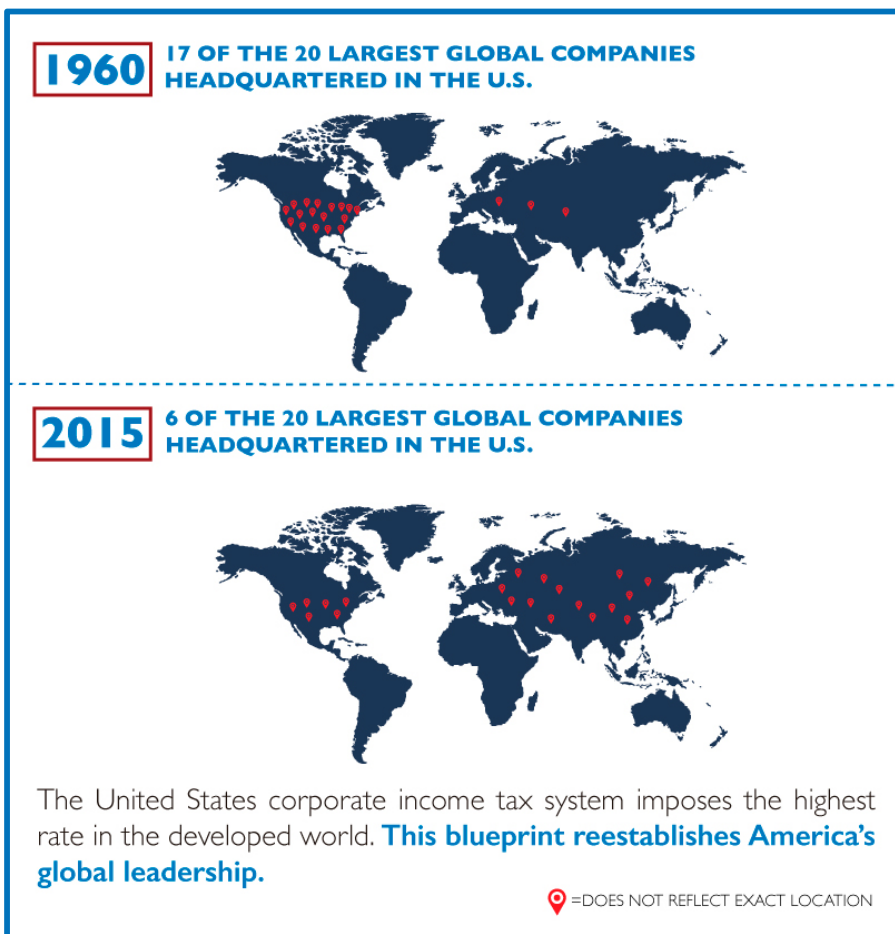 1960
17 OF THE 20 LARGEST GLOBAL COMPANIES
HEADQUARTERED IN THE U.S.
2015
6 OF THE 20 LARGEST GLOBAL COMPANIES
HEADQUARTERED IN THE U.S.
The United States corporate income tax system imposes the highest
rate in the developed world. This blueprint reestablishes America's
global leadership.
=DOES NOT REFLECT EXACT LOCATION